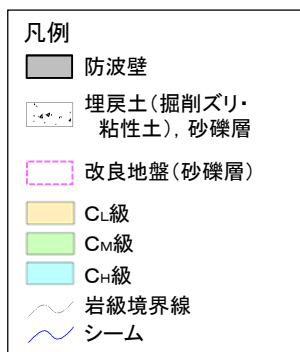 凡例
防波壁
埋戻土(掘削ズリ・
粘性土), 砂礫層
改良地盤(砂礫層)
CL級
CM級
CH級
岩級境界線
シーム